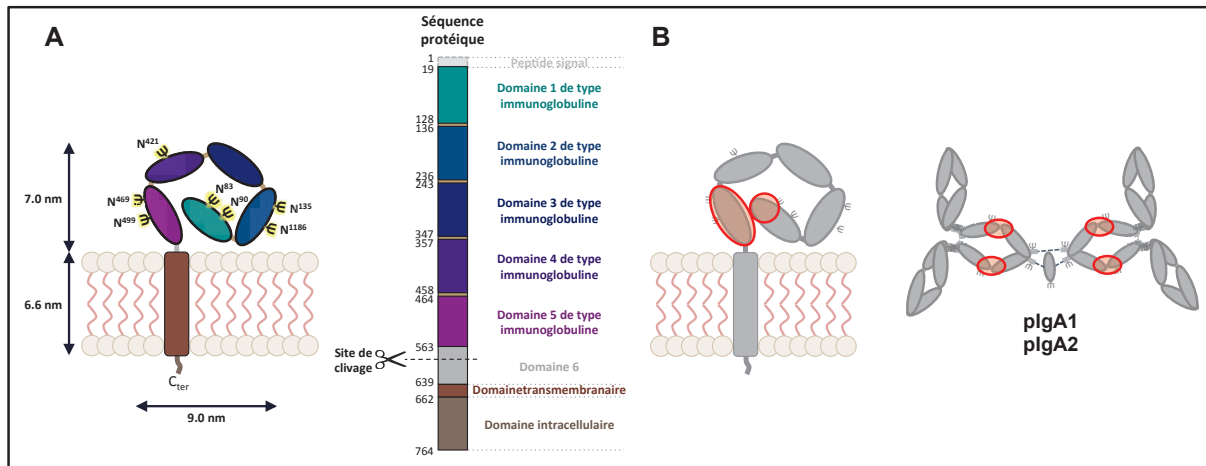 A
N421
N83
N90
N469
N499
N135
N1186
7.0 nm
6.6 nm
Cter
9.0 nm
Séquence
protéique
1
Peptide signal
19
Domaine 1 de type
immunoglobuline
128
136
Domaine 2 de type
immunoglobuline
236
243
Domaine 3 de type
immunoglobuline
347
357
Domaine 4 de type
immunoglobuline
458
464
Domaine 5 de type
immunoglobuline
563
Site de
clivage
Domaine 6
639
Domainetransmembranaire
662
Domaine intracellulaire
764
B
pIgA1
pIgA2